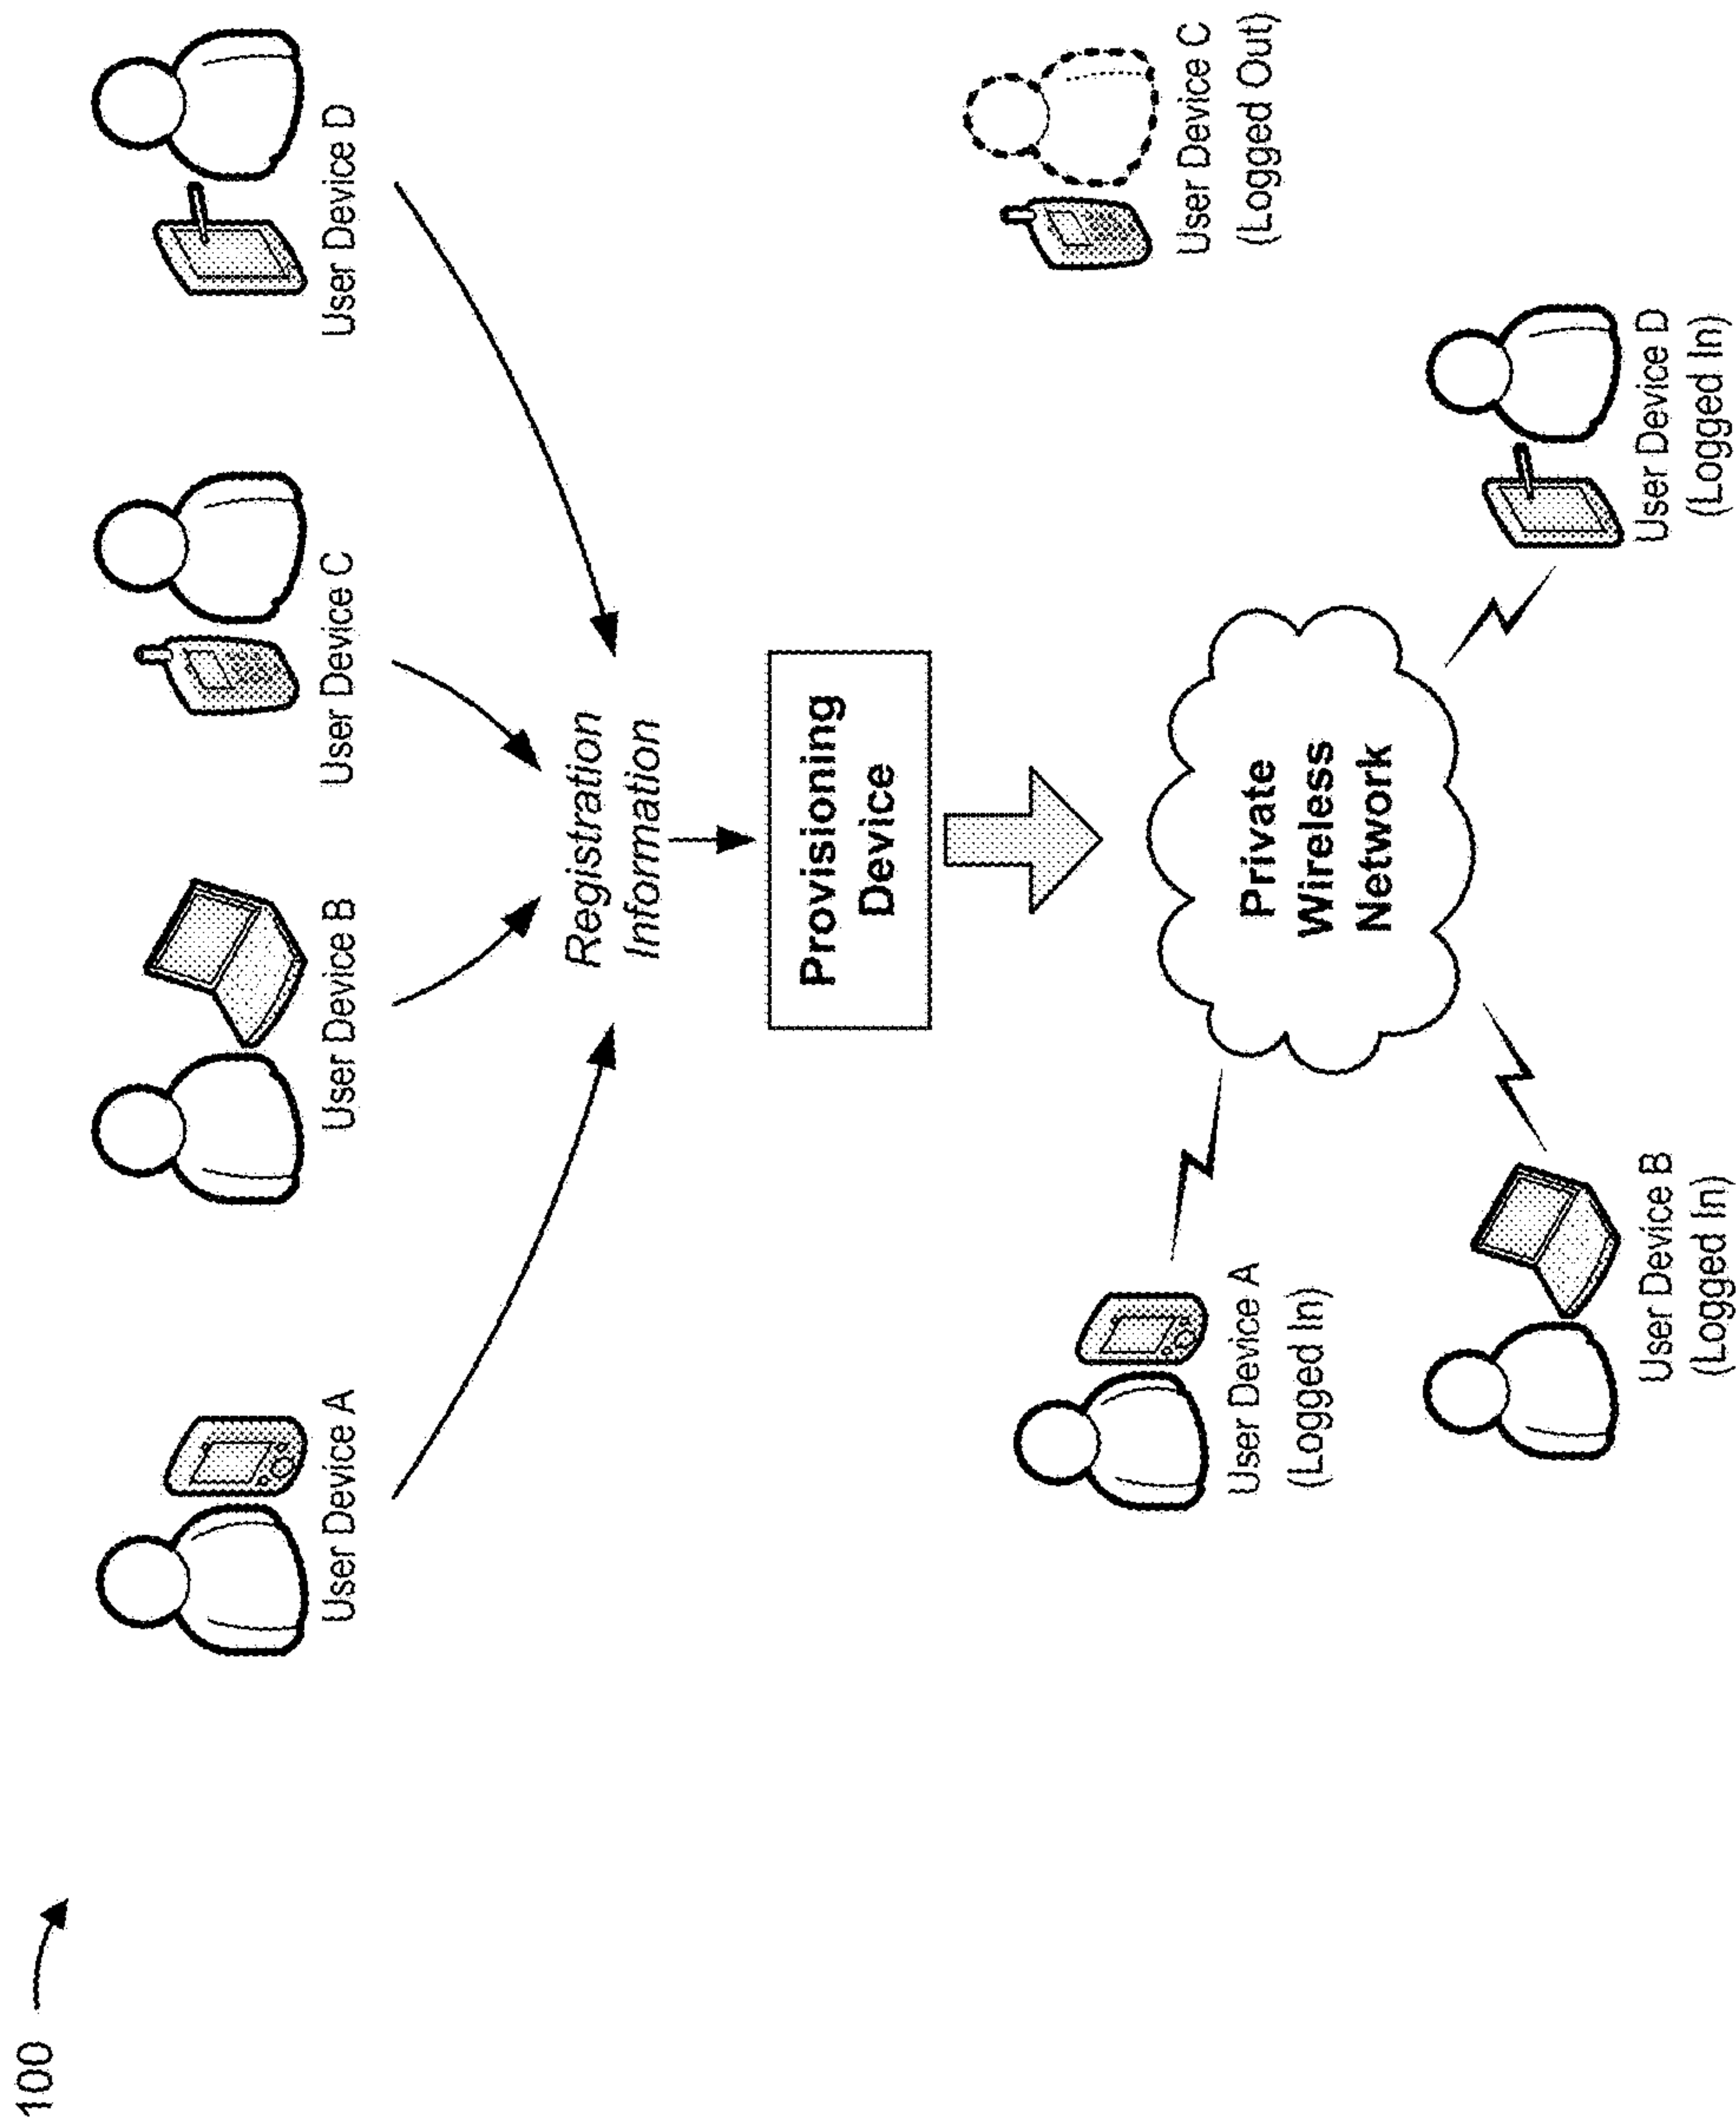 100
User Device A
User Device B
User Device C
User Device D
Registration
Information
Provisioning
Device
Private
Wireless
Network
User Device A
(Logged In)
User Device C
(Logged Out)
User Device B
(Logged In)
User Device D
(Logged In)